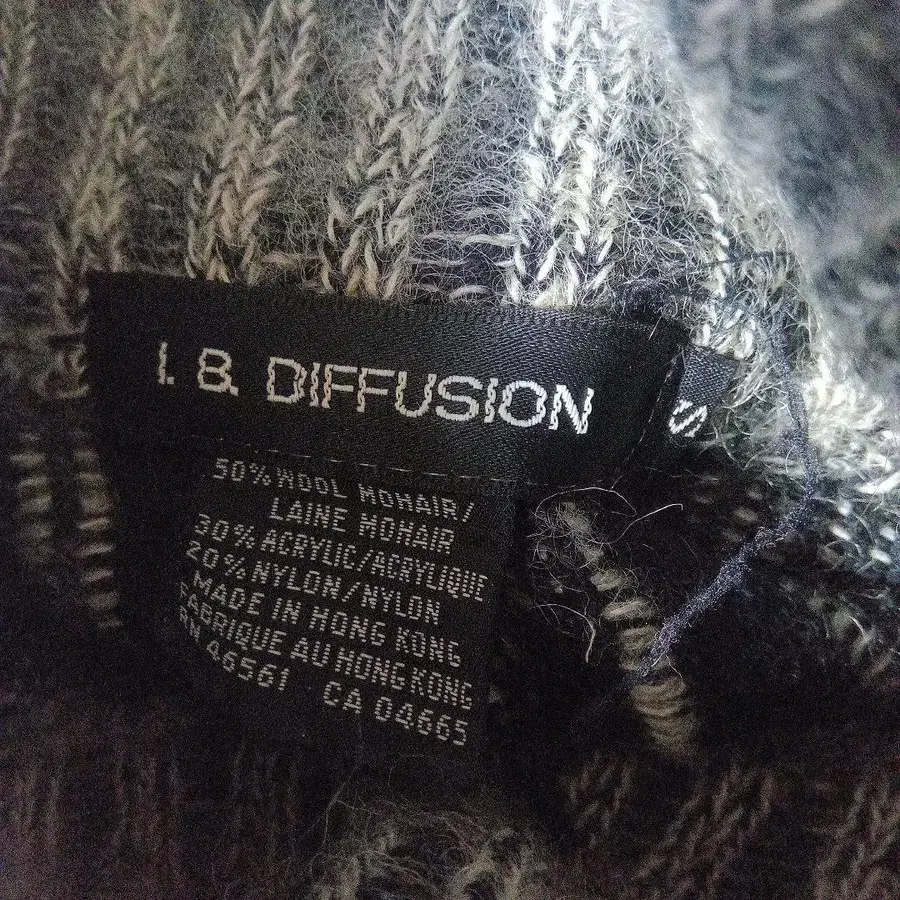 I. B. DIFFUSION
S
50% WOOL MOHAIR/
LAINE MOHAIR
30% ACRYLIC/ACRYLIQUE
20% NYLON/NYLON
MADE IN HONG KONG
FABRIQUE AU HONG KONG
RN 46561 CA 04665